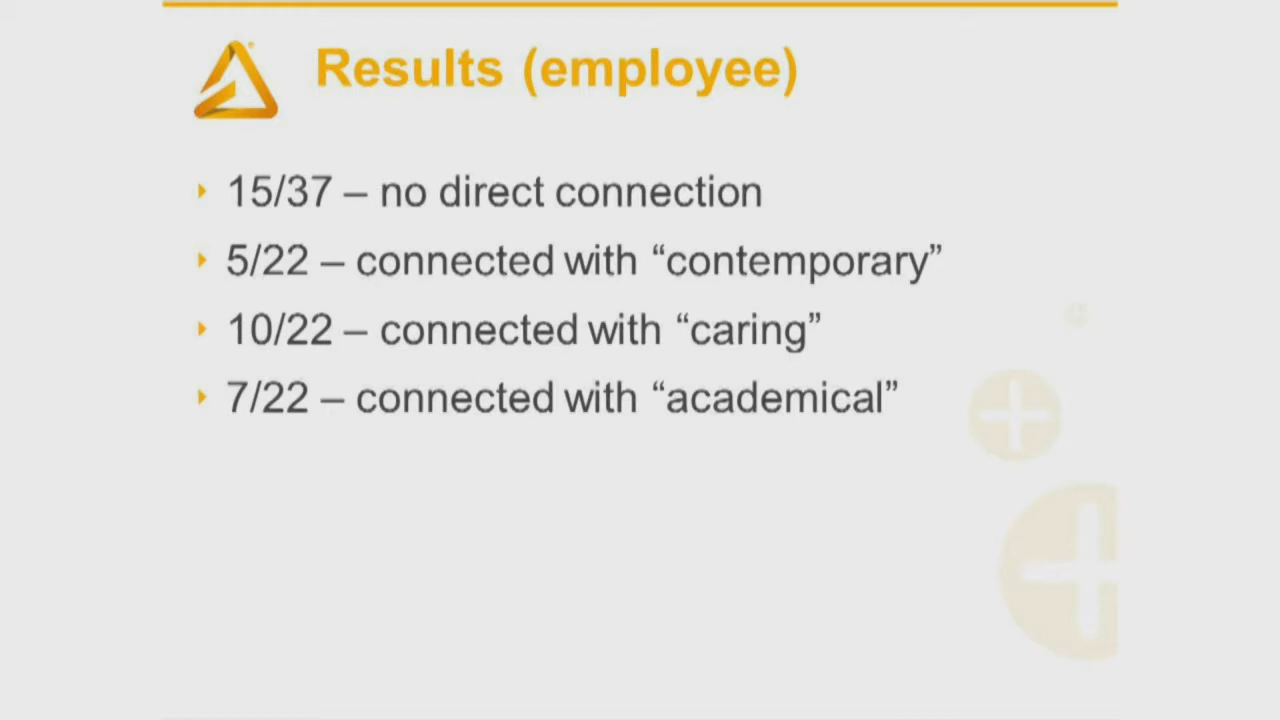 Results (employee)
15/37 – no direct connection
5/22 – connected with “contemporary”
10/22 – connected with “caring”
7/22 – connected with “academical”